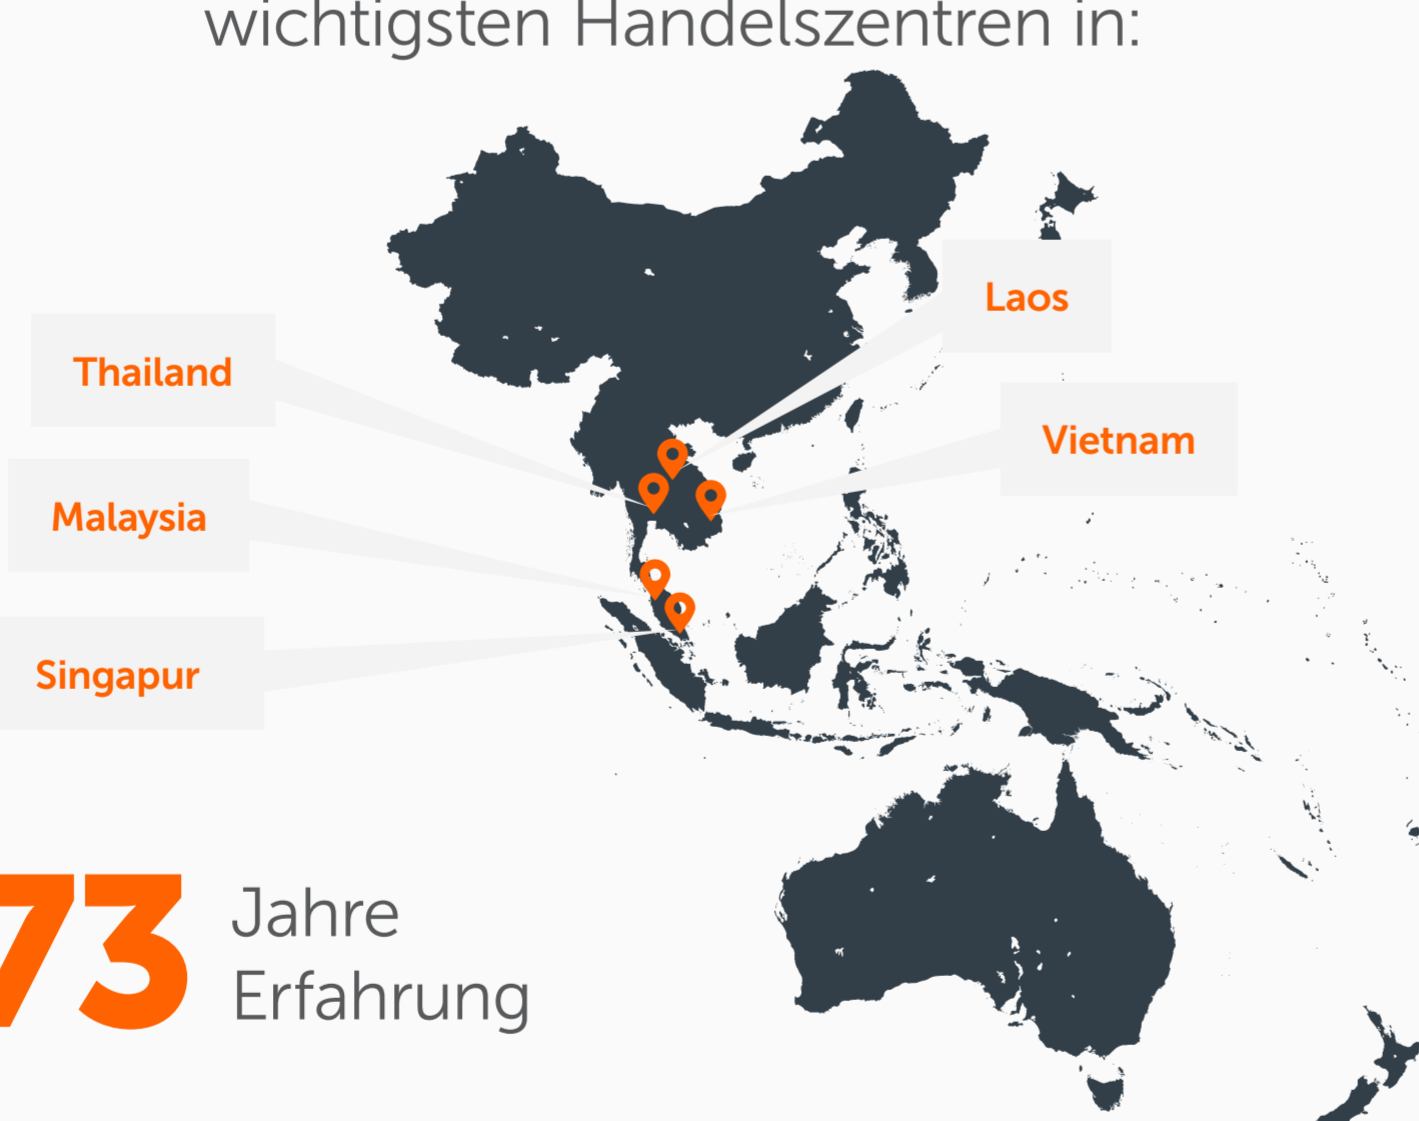 wichtigsten Handelszentren in:
Laos
Thailand
Vietnam
Malaysia
Singapur
73
Jahre
Erfahrung